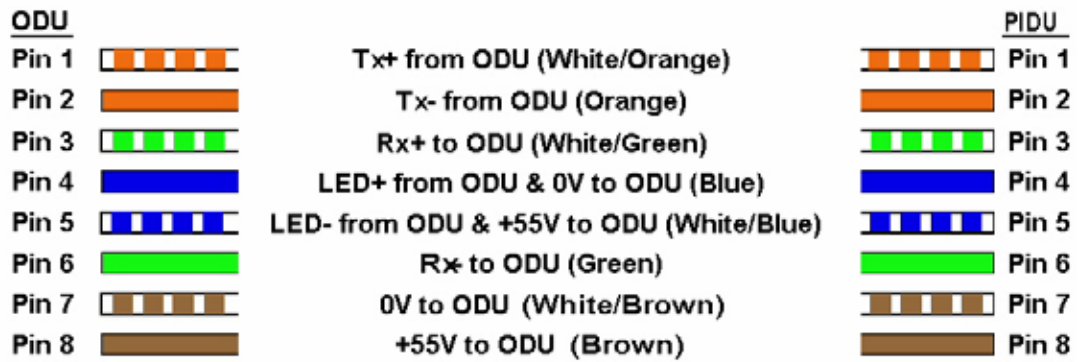 ODU PIDU
Pin 1 Tx+ from ODU (White/Orange) Pin 1
Pin 2 Tx- from ODU (Orange) Pin 2
Pin 3 Rx+ to ODU (White/Green) Pin 3
Pin 4 LED+ from ODU & 0V to ODU (Blue) Pin 4
Pin 5 LED- from ODU & +55V to ODU (White/Blue) Pin 5
Pin 6 Rx- to ODU (Green) Pin 6
Pin 7 0V to ODU (White/Brown) Pin 7
Pin 8 +55V to ODU (Brown) Pin 8